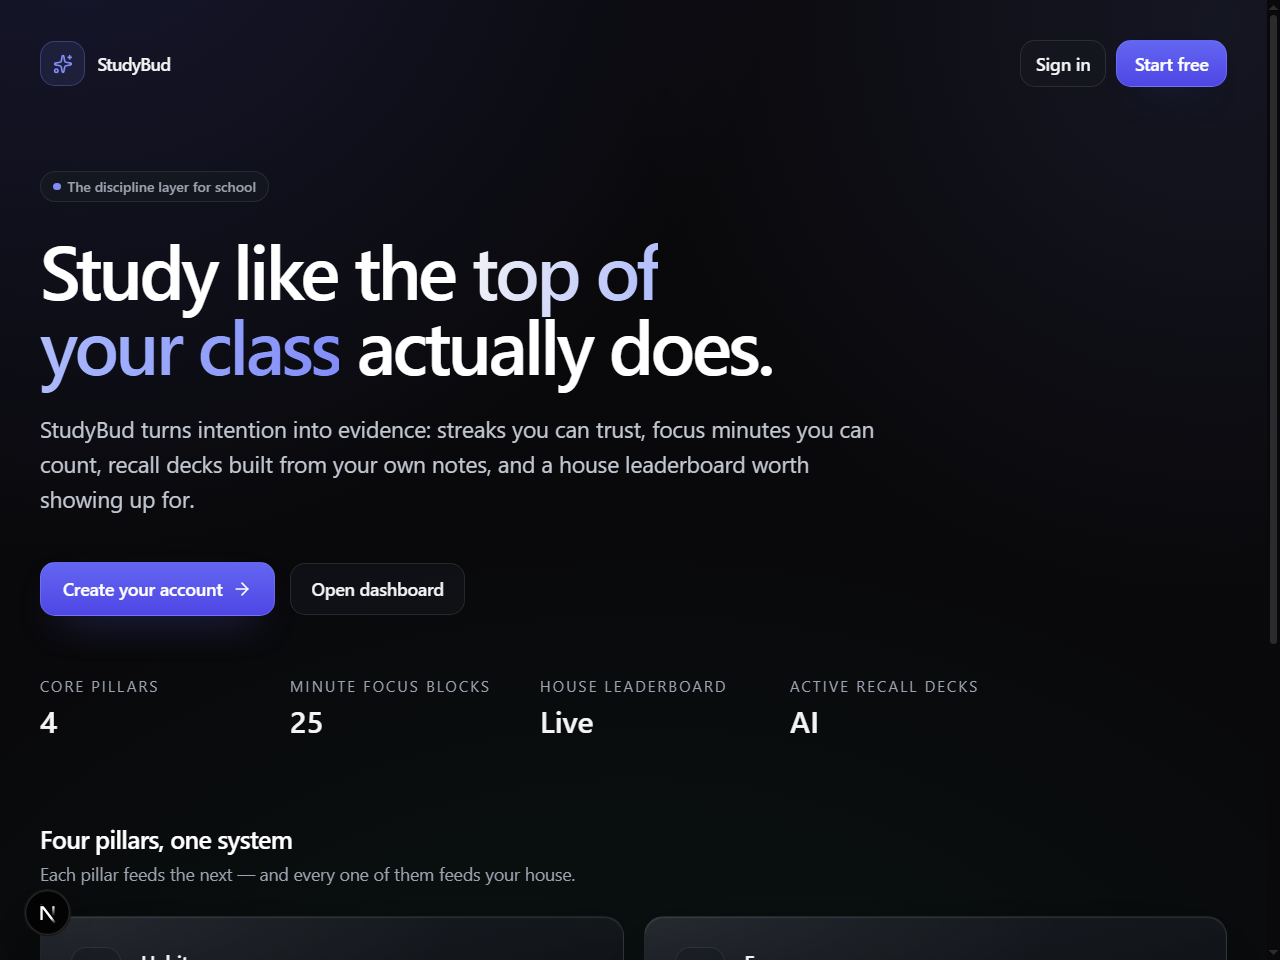 StudyBud
Sign in
Start free
The discipline layer for school
Study like the top of
your class actually does.
StudyBud turns intention into evidence: streaks you can trust, focus minutes you can
count, recall decks built from your own notes, and a house leaderboard worth
showing up for.
Create your account
Open dashboard
CORE PILLARS
4
MINUTE FOCUS BLOCKS
25
HOUSE LEADERBOARD
Live
ACTIVE RECALL DECKS
AI
Four pillars, one system
Each pillar feeds the next — and every one of them feeds your house.
N